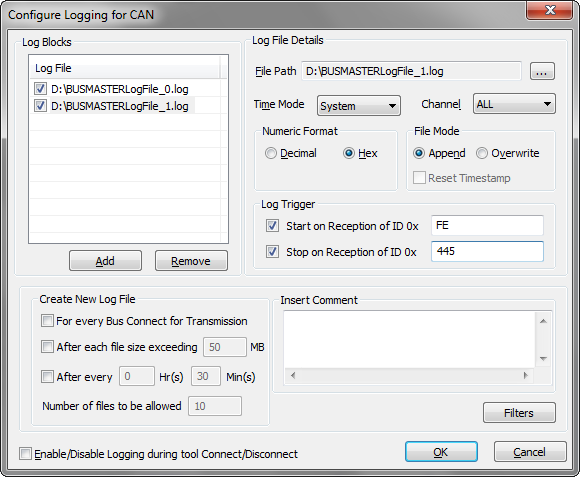 Configure Logging for CAN
Log Blocks
Log File
D:\BUSMASTERLogFile_0.log
D:\BUSMASTERLogFile_1.log
Add Remove
Log File Details
File Path D:\BUSMASTERLogFile_1.log ...
Time Mode System Channel ALL
Numeric Format
Decimal Hex
File Mode
Append Overwrite
Reset Timestamp
Log Trigger
Start on Reception of ID 0x FE
Stop on Reception of ID 0x 445
Create New Log File
For every Bus Connect for Transmission
After each file size exceeding 50 MB
After every 0 Hr(s) 30 Min(s)
Number of files to be allowed 10
Insert Comment
Filters
Enable/Disable Logging during tool Connect/Disconnect
OK Cancel